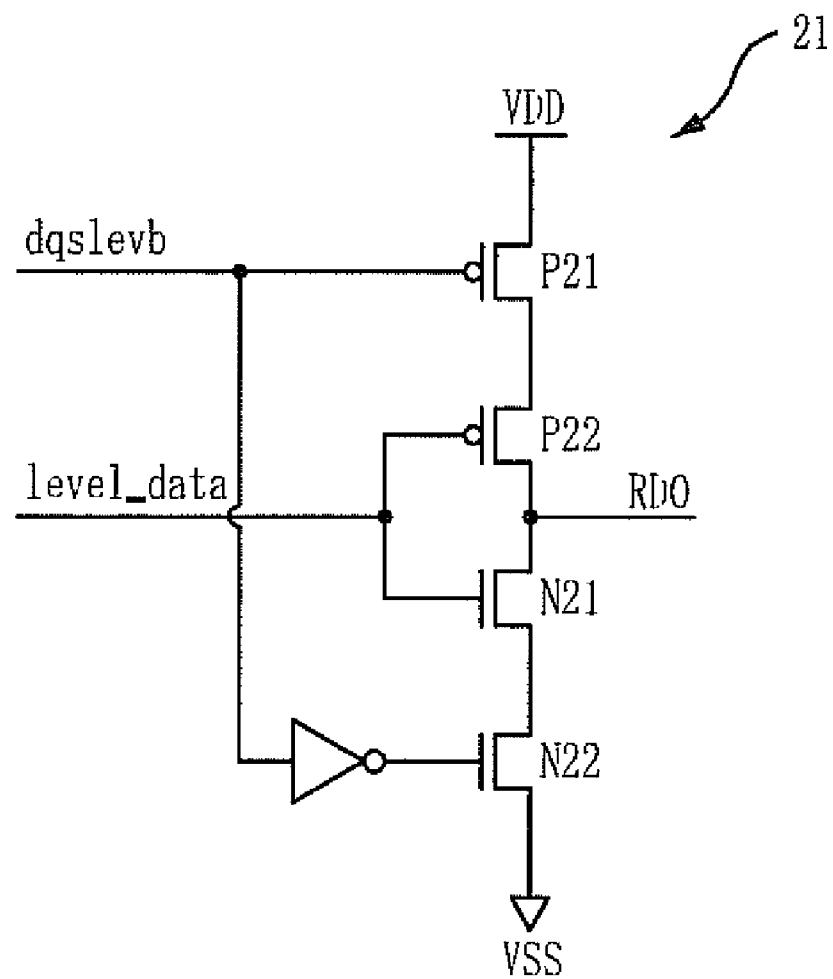 21
VDD
dqslevb
P21
P22
level_data
RDO
N21
N22
VSS